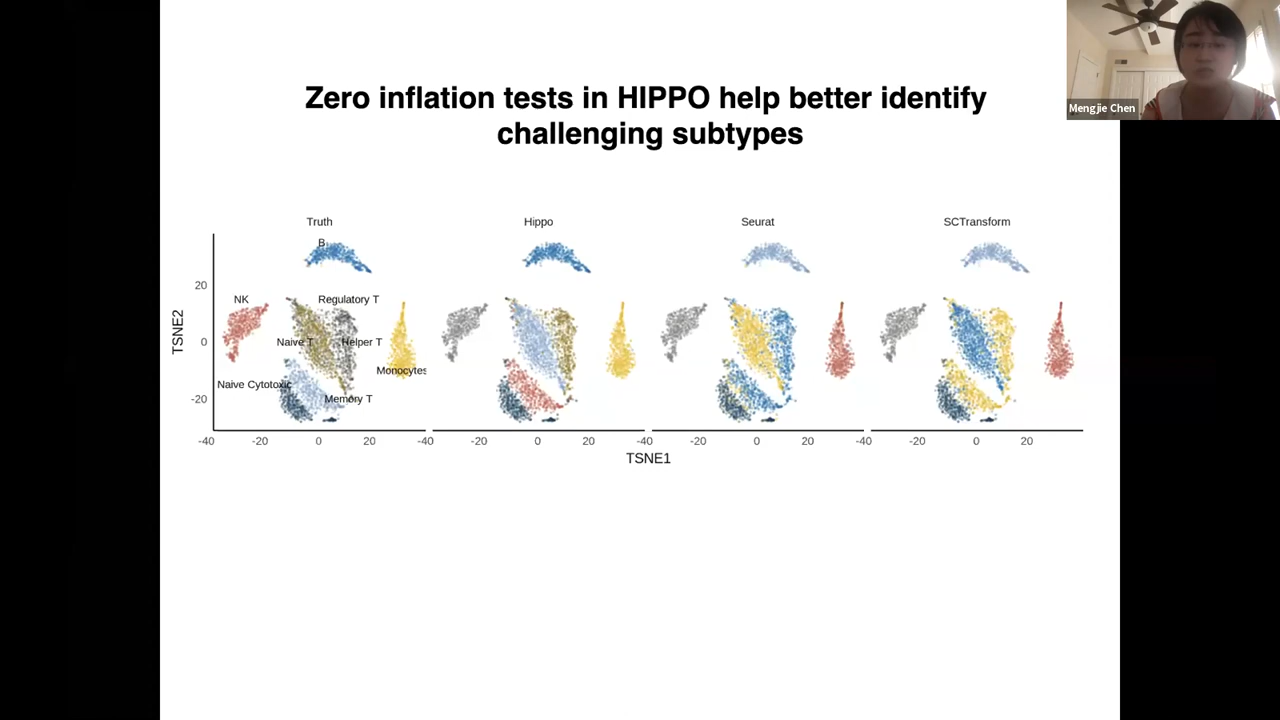 Mengjie Chen
Zero inflation tests in HIPPO help better identify
challenging subtypes
Truth
Hippo
Seurat
SCTransform
B
NK
Regulatory T
Naive T
Helper T
Monocytes
Naive Cytotoxic
Memory T
TSNE2
20
0
-20
-40 -20 0 20 -40 -20 0 20 -40 -20 0 20 -40 -20 0 20
TSNE1